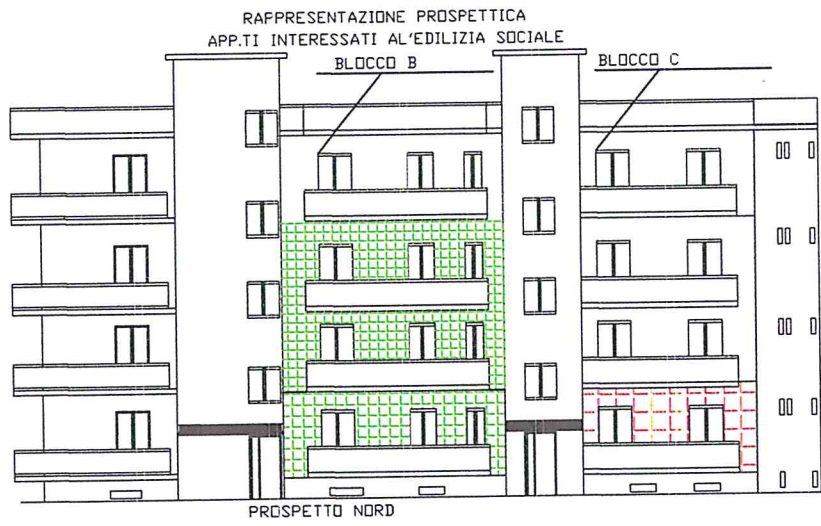 RAPPRESENTAZIONE PROSPETTICA
APP.TI INTERESSATI AL'EDILIZIA SOCIALE
BLOCCO B
BLOCCO C
PROSPETTO NORD